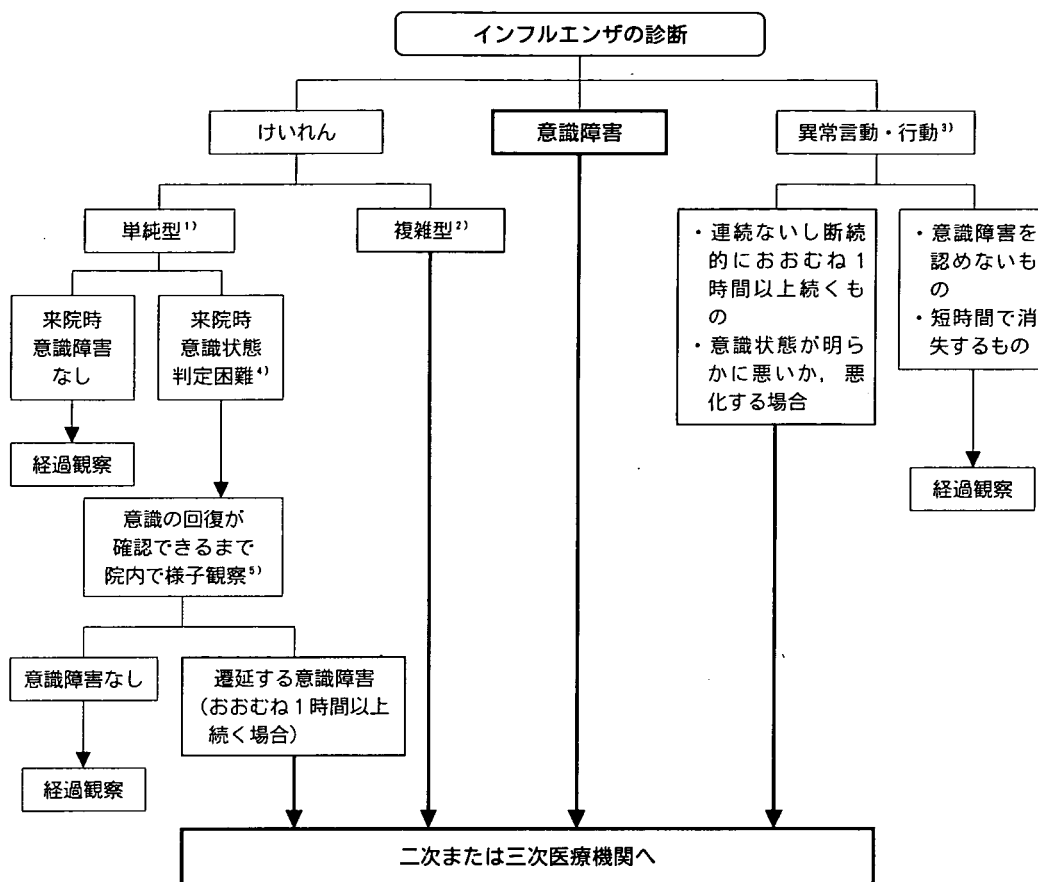 インフルエンザの診断
けいれん
意識障害
異常言動・行動³⁾
単純型¹⁾
複雑型²⁾
・連続ないし断続
的におおむね1
時間以上続くも
の
・意識状態が明ら
かに悪いか，悪
化する場合
・意識障害を
認めないも
の
・短時間で消
失するもの
来院時
意識障害
なし
来院時
意識状態
判定困難⁴⁾
経過観察
経過観察
意識の回復が
確認できるまで
院内で様子観察⁵⁾
意識障害なし
遷延する意識障害
（おおむね1時間以上
続く場合）
経過観察
二次または三次医療機関へ